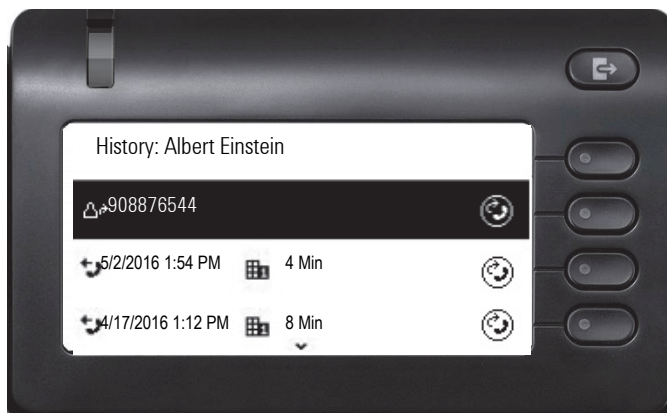 History: Albert Einstein
908876544
5/2/2016 1:54 PM 4 Min
4/17/2016 1:12 PM 8 Min